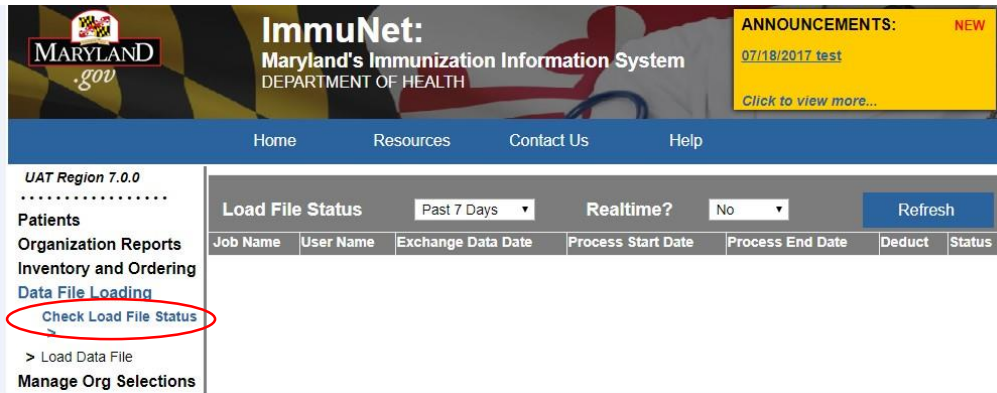 MARYLAND
.gov
ImmuNet:
Maryland's Immunization Information System
DEPARTMENT OF HEALTH
ANNOUNCEMENTS: NEW
07/18/2017 test
Click to view more...
Home Resources Contact Us Help
UAT Region 7.0.0
Patients
Organization Reports
Inventory and Ordering
Data File Loading
Check Load File Status
>
> Load Data File
Manage Org Selections
Load File Status Past 7 Days Realtime? No Refresh
Job Name User Name Exchange Data Date Process Start Date Process End Date Deduct Status